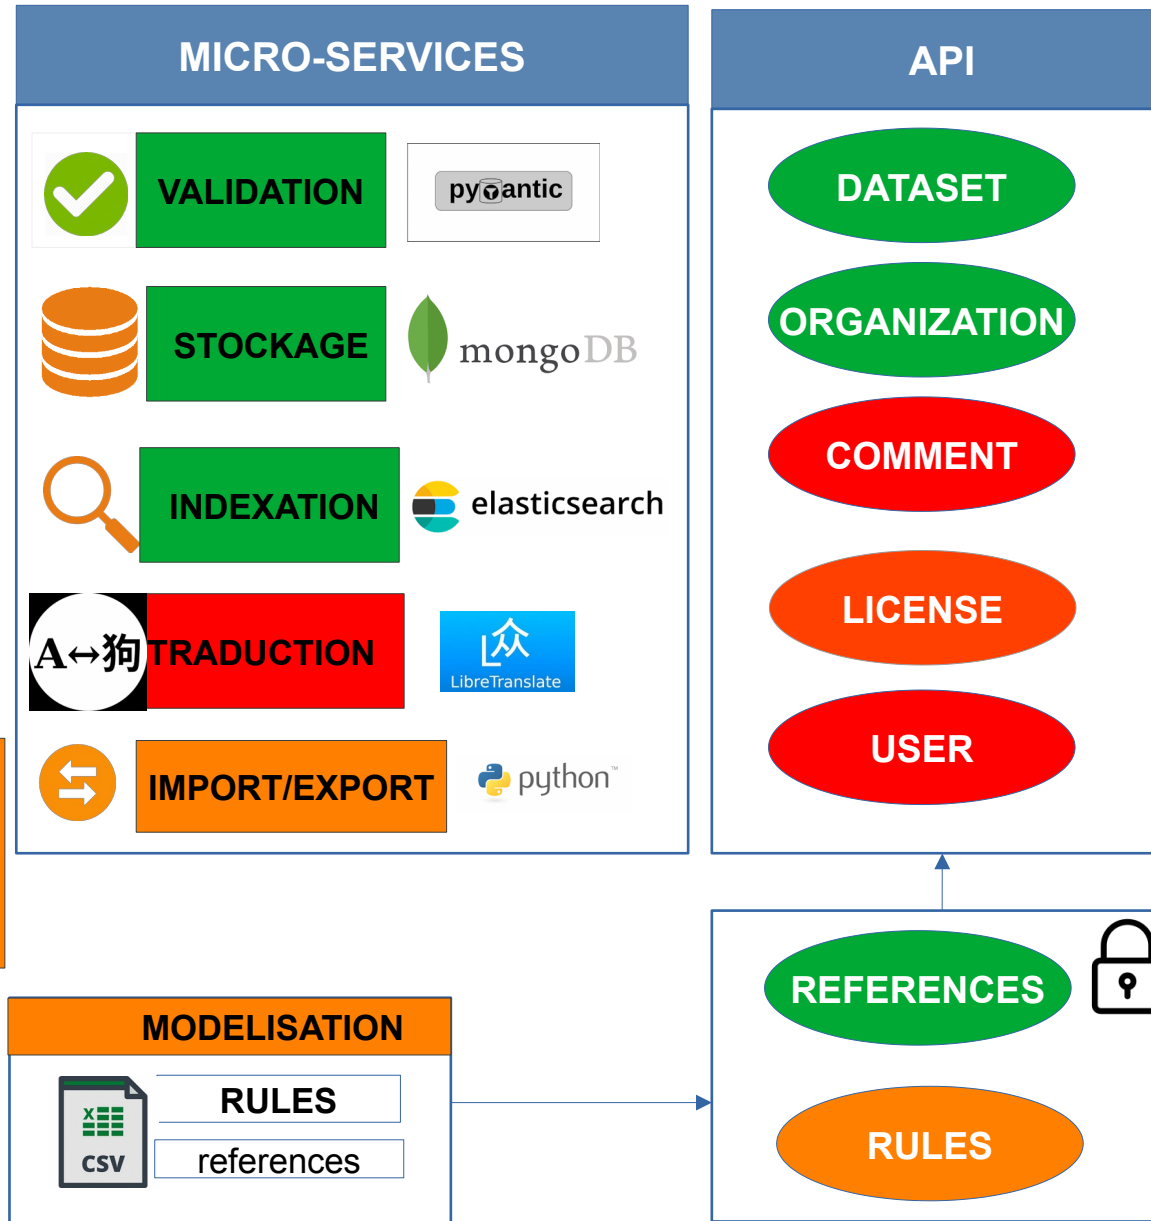 MICRO-SERVICES
VALIDATION
pydantic
STOCKAGE
mongoDB
INDEXATION
elasticsearch
A↔狗
TRADUCTION
众
LibreTranslate
IMPORT/EXPORT
python™
API
DATASET
ORGANIZATION
COMMENT
LICENSE
USER
MODELISATION
X
CSV
RULES
references
REFERENCES
RULES